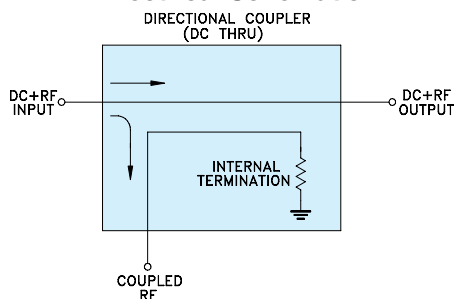 DIRECTIONAL COUPLER
(DC THRU)
DC+RF
INPUT
DC+RF
OUTPUT
INTERNAL
TERMINATION
COUPLED
RF